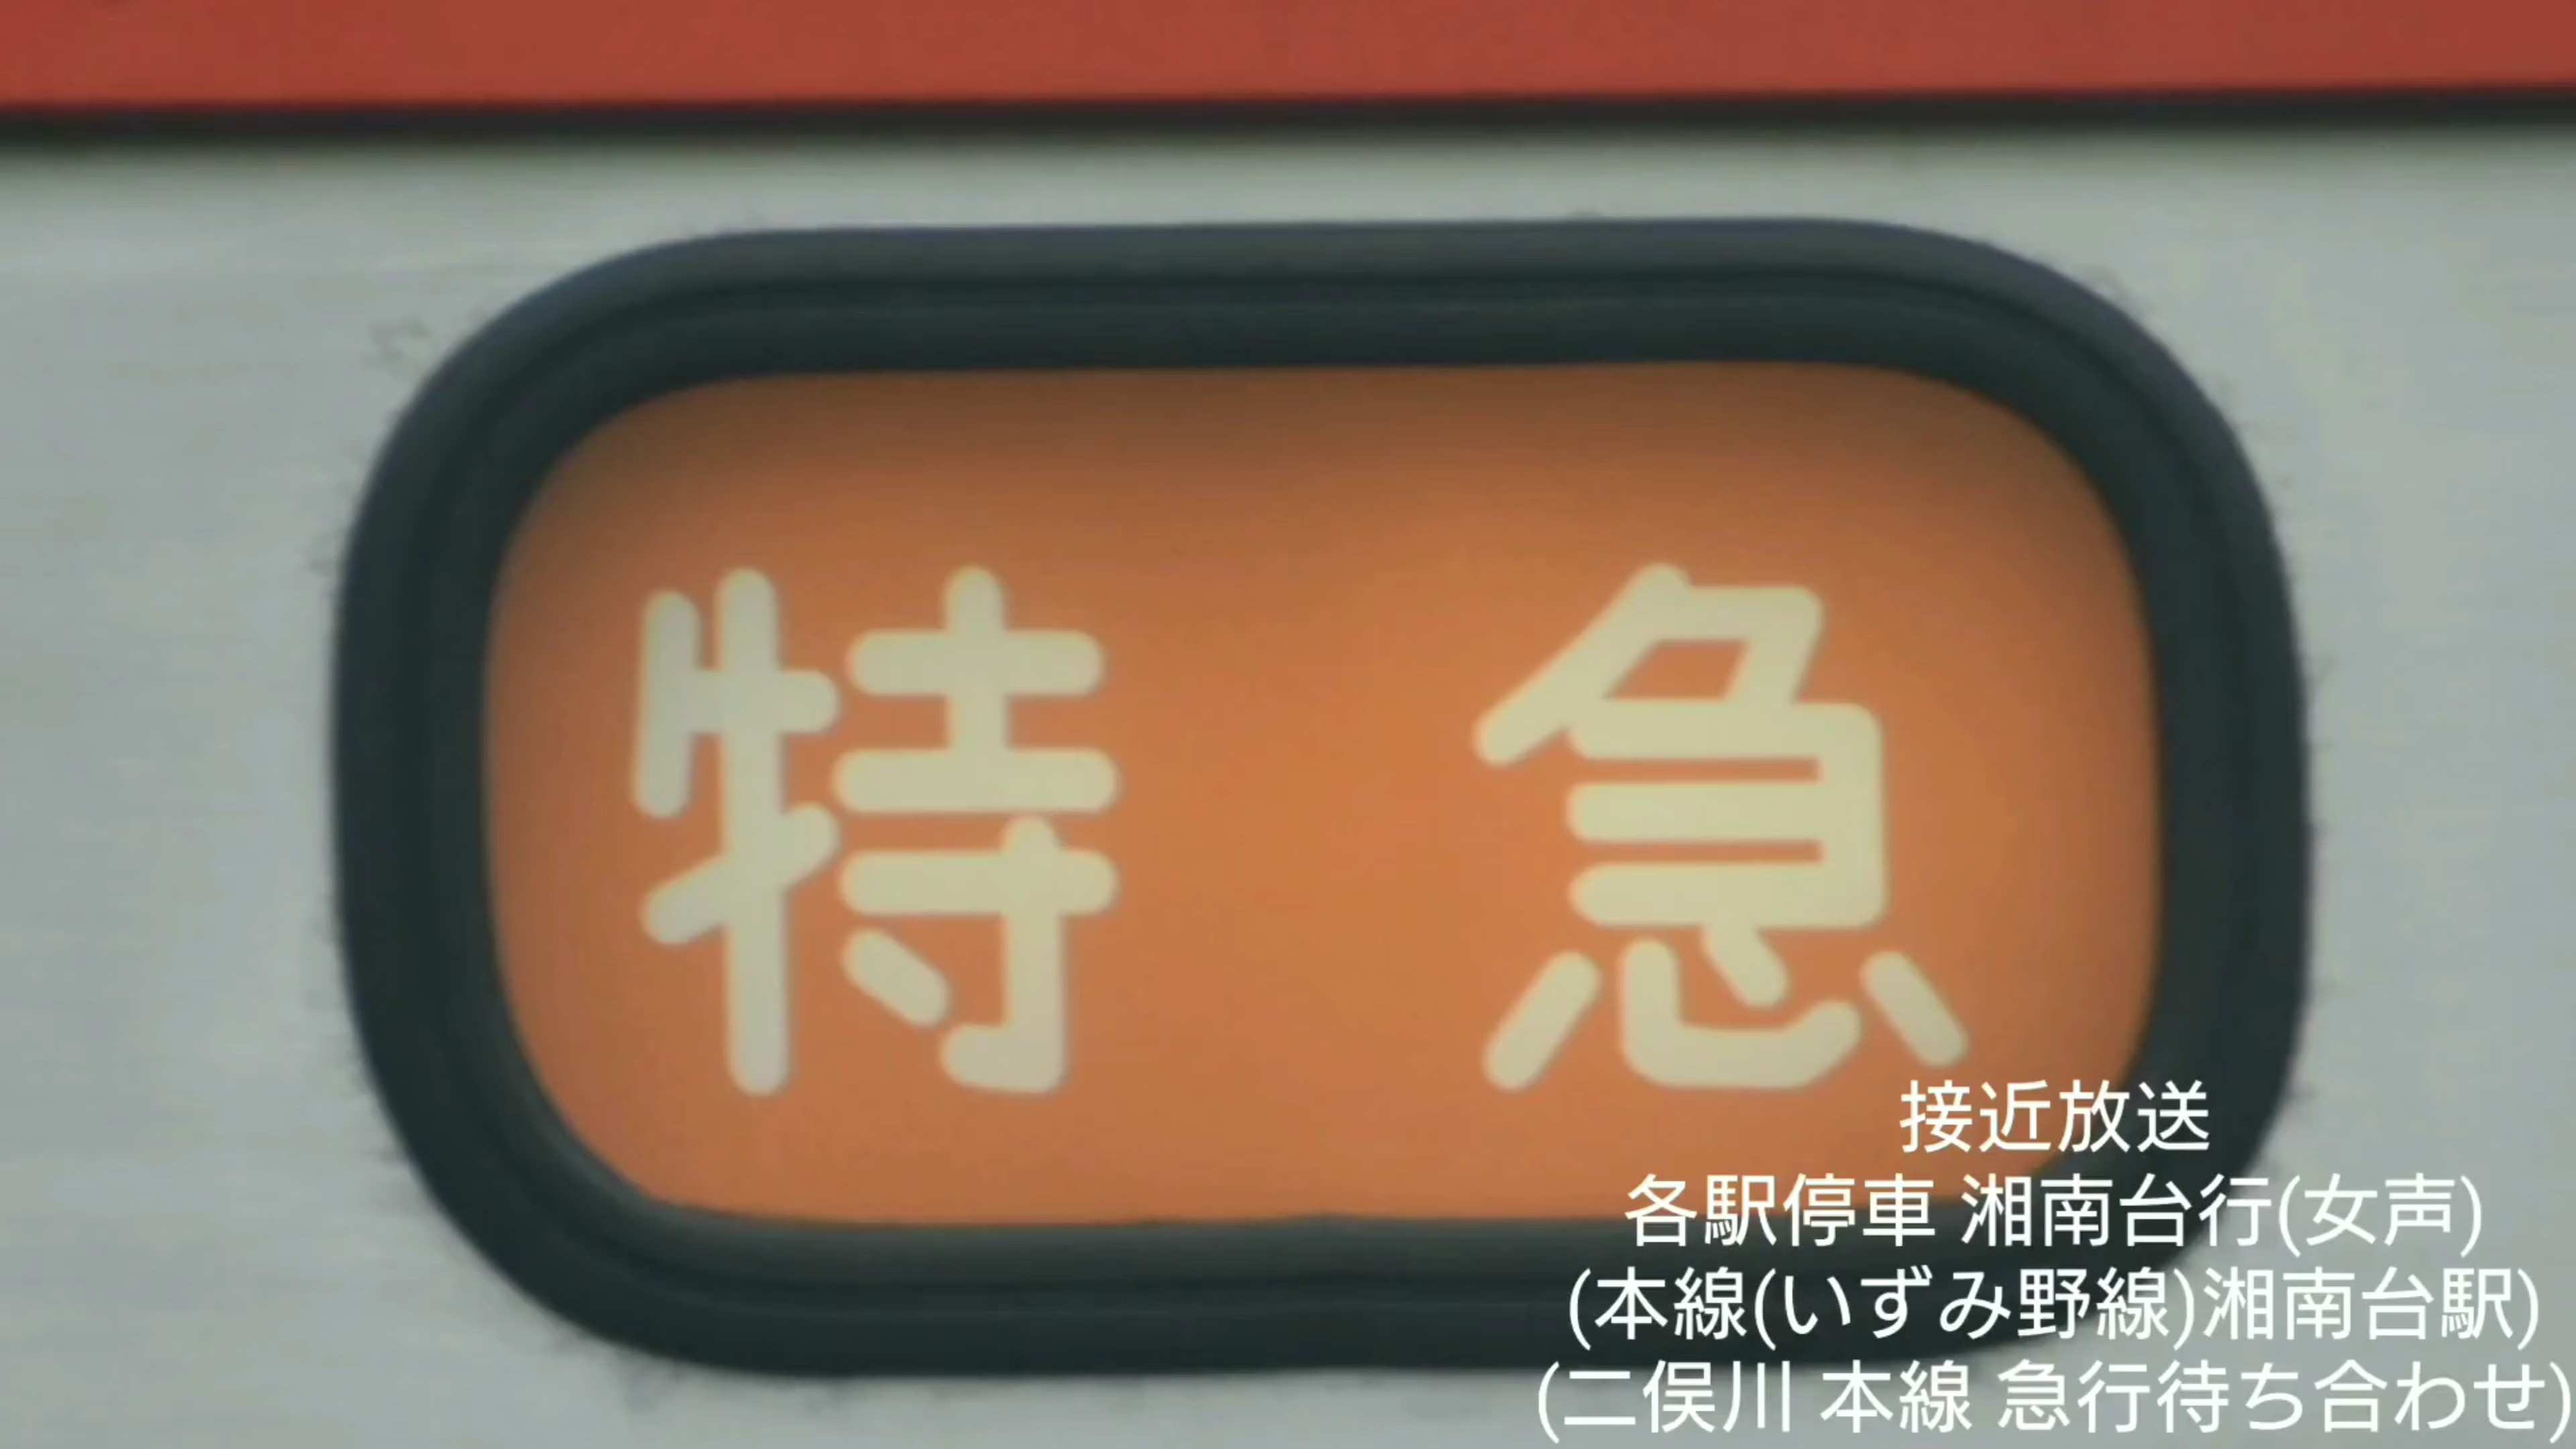 特急
接近放送
各駅停車 湘南台行(女声)
(本線(いずみ野線)湘南台駅)
(二俣川 本線 急行待ち合わせ)